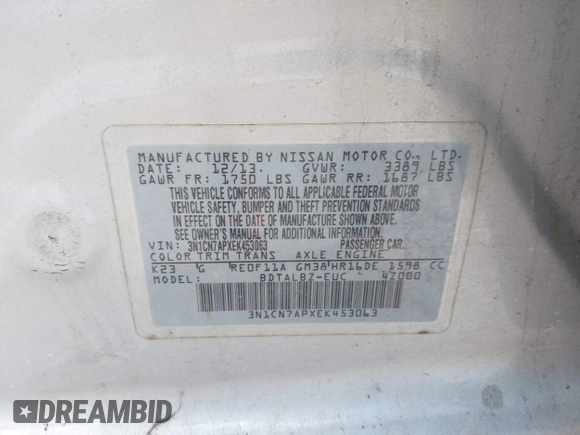 MANUFACTURED BY NISSAN MOTOR CO., LTD.
DATE: 12/13. GVWR: 3389 LBS
GAWR FR: 1750 LBS GAWR RR: 1687 LBS
THIS VEHICLE CONFORMS TO ALL APPLICABLE FEDERAL MOTOR
VEHICLE SAFETY, BUMPER AND THEFT PREVENTION STANDARDS
IN EFFECT ON THE DATE OF MANUFACTURE SHOWN ABOVE.
SEE OWNER'S MANUAL FOR ADDITIONAL INFORMATION.
VIN: 3N1CN7APXEK453063 PASSENGER CAR
COLOR TRIM TRANS AXLE ENGINE
K23 G RE0F11A GM38 HR16DE 1598 CC
MODEL: BDTALBZ-EUC 4Z000
3N1CN7APXEK453063
DREAMBID